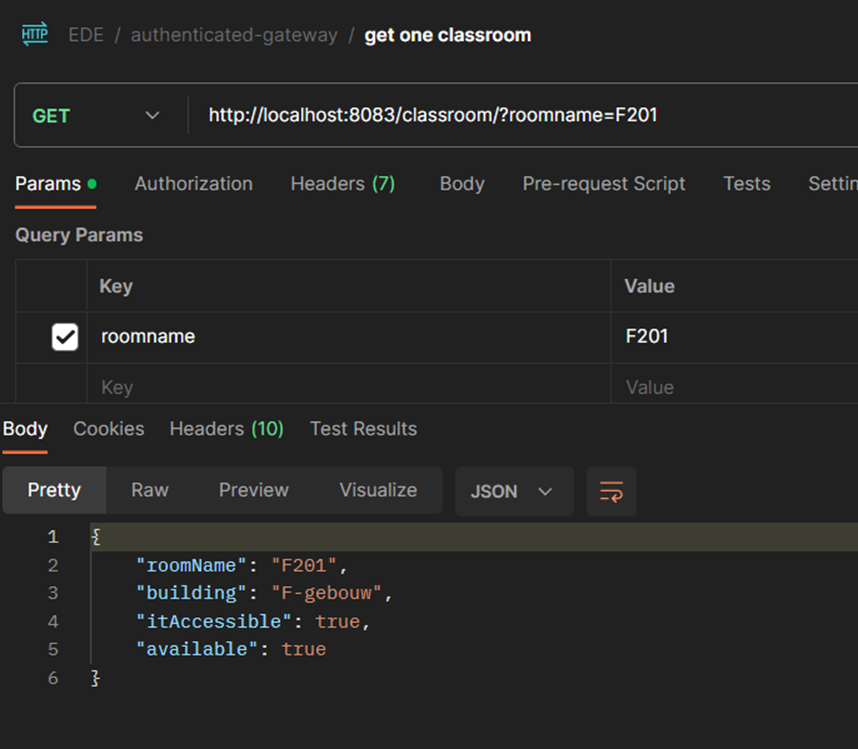 HTTP EDE / authenticated-gateway / get one classroom
GET http://localhost:8083/classroom/?roomname=F201
Params Authorization Headers (7) Body Pre-request Script Tests Settin
Query Params
Key Value
roomname F201
Key Value
Body Cookies Headers (10) Test Results
Pretty Raw Preview Visualize JSON
1 {
2 "roomName": "F201",
3 "building": "F-gebouw",
4 "itAccessible": true,
5 "available": true
6 }